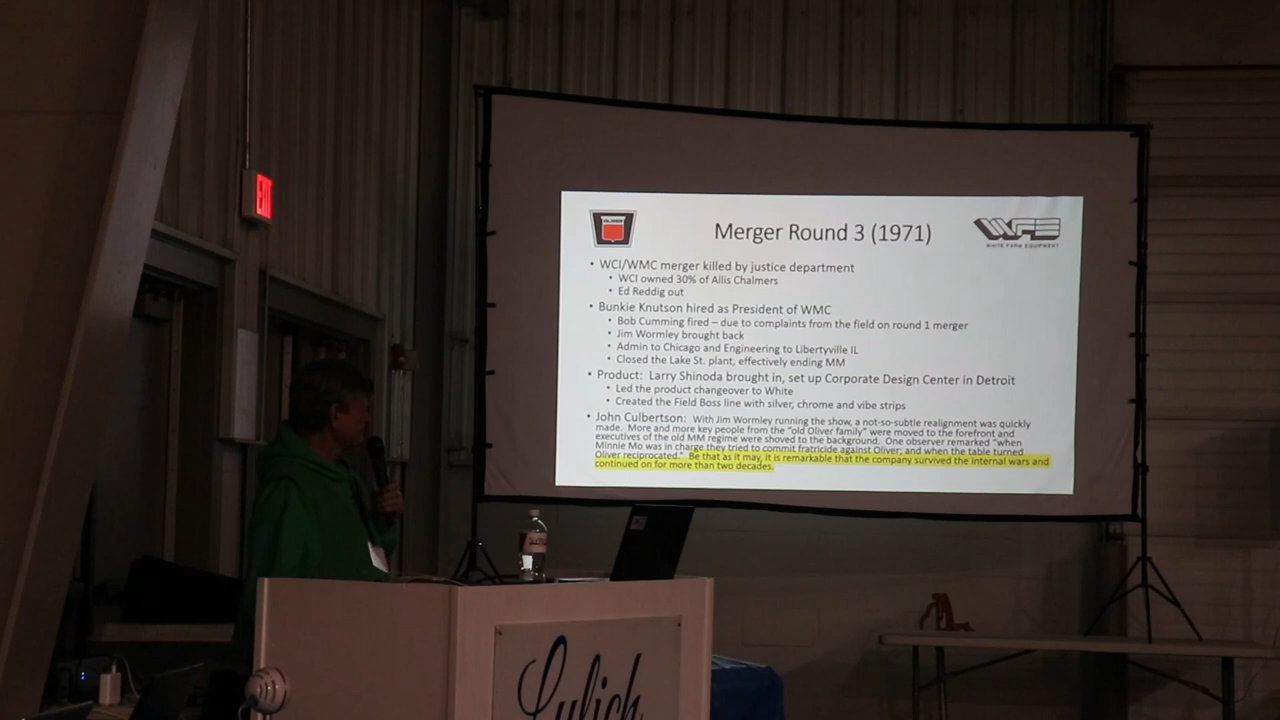 EXIT
OLIVER
Merger Round 3 (1971)
WFE
WHITE FARM EQUIPMENT
• WCI/WMC merger killed by justice department
• WCI owned 30% of Allis Chalmers
• Ed Reddig out
• Bunkie Knutson hired as President of WMC
• Bob Cumming fired – due to complaints from the field on round 1 merger
• Jim Wormley brought back
• Admin to Chicago and Engineering to Libertyville IL
• Closed the Lake St. plant, effectively ending MM
• Product: Larry Shinoda brought in, set up Corporate Design Center in Detroit
• Led the product changeover to White
• Created the Field Boss line with silver, chrome and vibe strips
• John Culbertson: With Jim Wormley running the show, a not-so-subtle realignment was quickly
made. More and more key people from the "old Oliver family" were moved to the forefront and
executives of the old MM regime were shoved to the background. One observer remarked "when
Minnie Mo was in charge they tried to commit fratricide against Oliver; and when the table turned
Oliver reciprocated." Be that as it may, it is remarkable that the company survived the internal wars and
continued on for more than two decades.
Lulich